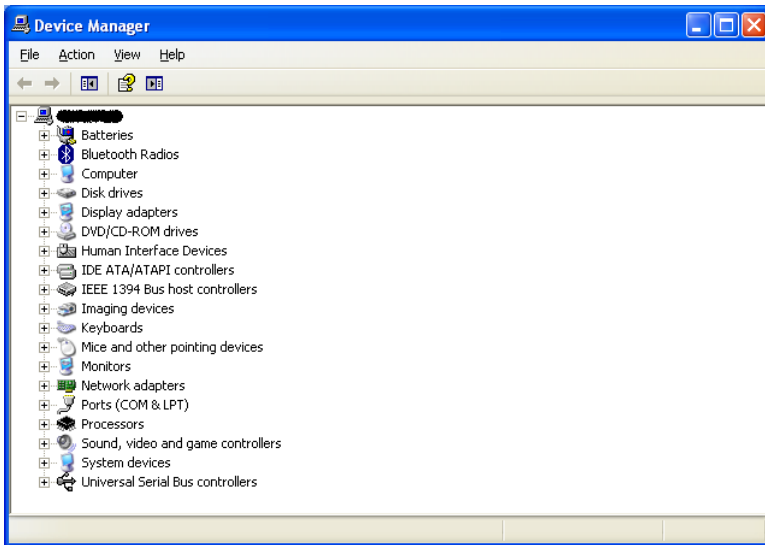 Device Manager
File Action View Help
Batteries
Bluetooth Radios
Computer
Disk drives
Display adapters
DVD/CD-ROM drives
Human Interface Devices
IDE ATA/ATAPI controllers
IEEE 1394 Bus host controllers
Imaging devices
Keyboards
Mice and other pointing devices
Monitors
Network adapters
Ports (COM & LPT)
Processors
Sound, video and game controllers
System devices
Universal Serial Bus controllers